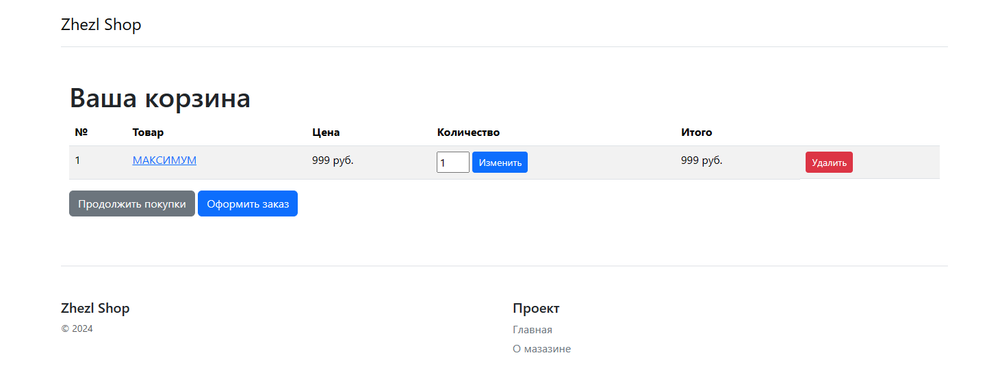 Zhezl Shop
Ваша корзина
№ Товар Цена Количество Итого
1 МАКСИМУМ 999 руб. 1 Изменить 999 руб. Удалить
Продолжить покупки Оформить заказ
Zhezl Shop Проект
© 2024 Главная
О мазазине